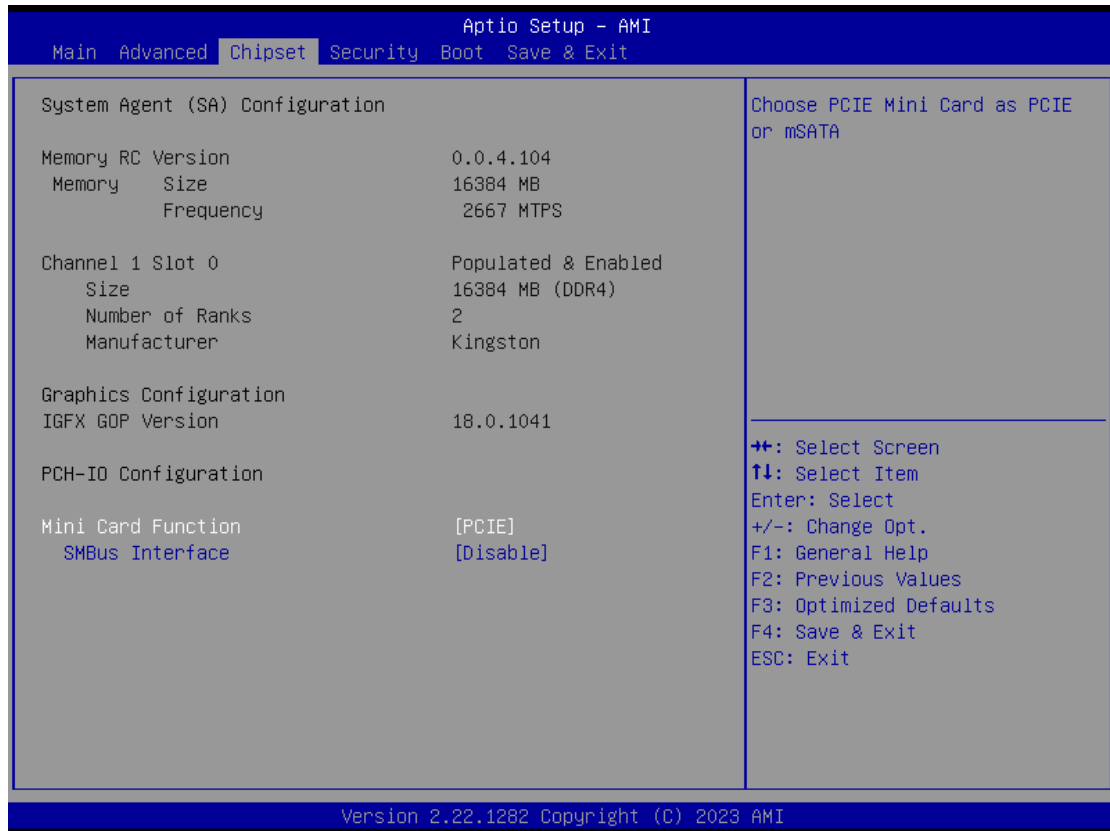 Aptio Setup – AMI
Main Advanced Chipset Security Boot Save & Exit
System Agent (SA) Configuration
Memory RC Version 0.0.4.104
Memory Size 16384 MB
Frequency 2667 MTPS
Channel 1 Slot 0 Populated & Enabled
Size 16384 MB (DDR4)
Number of Ranks 2
Manufacturer Kingston
Graphics Configuration
IGFX GOP Version 18.0.1041
PCH-IO Configuration
Mini Card Function [PCIE]
SMBus Interface [Disable]
Choose PCIE Mini Card as PCIE
or mSATA
→←: Select Screen
↑↓: Select Item
Enter: Select
+/-: Change Opt.
F1: General Help
F2: Previous Values
F3: Optimized Defaults
F4: Save & Exit
ESC: Exit
Version 2.22.1282 Copyright (C) 2023 AMI